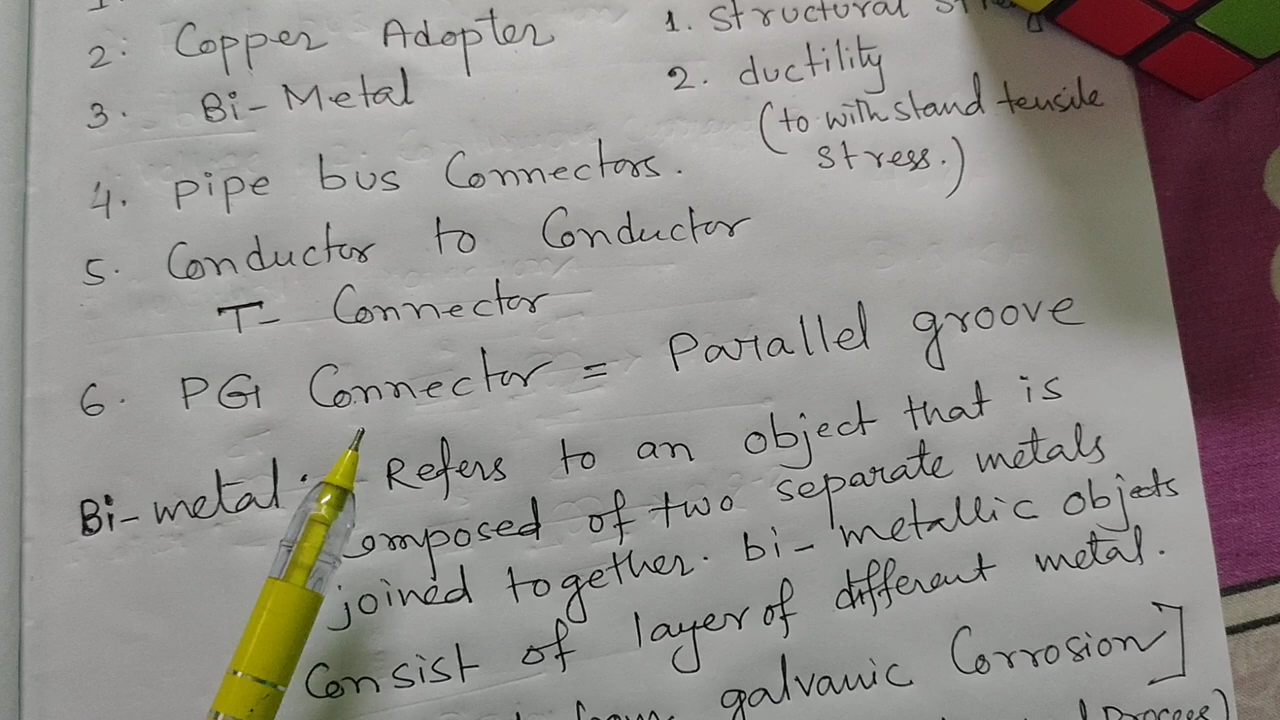 2. Copper Adopter
3. Bi-Metal
4. pipe bus Connectors.
5. Conductor to Conductor
T- Connector
6. PG Connector = Parallel groove
1. structural
2. ductility
(to withstand tensile
stress.)
Bi-metal: Refers to an object that is
composed of two separate metals
joined together. bi-metallic objets
Consist of layer of different metal.
galvanic Corrosion]